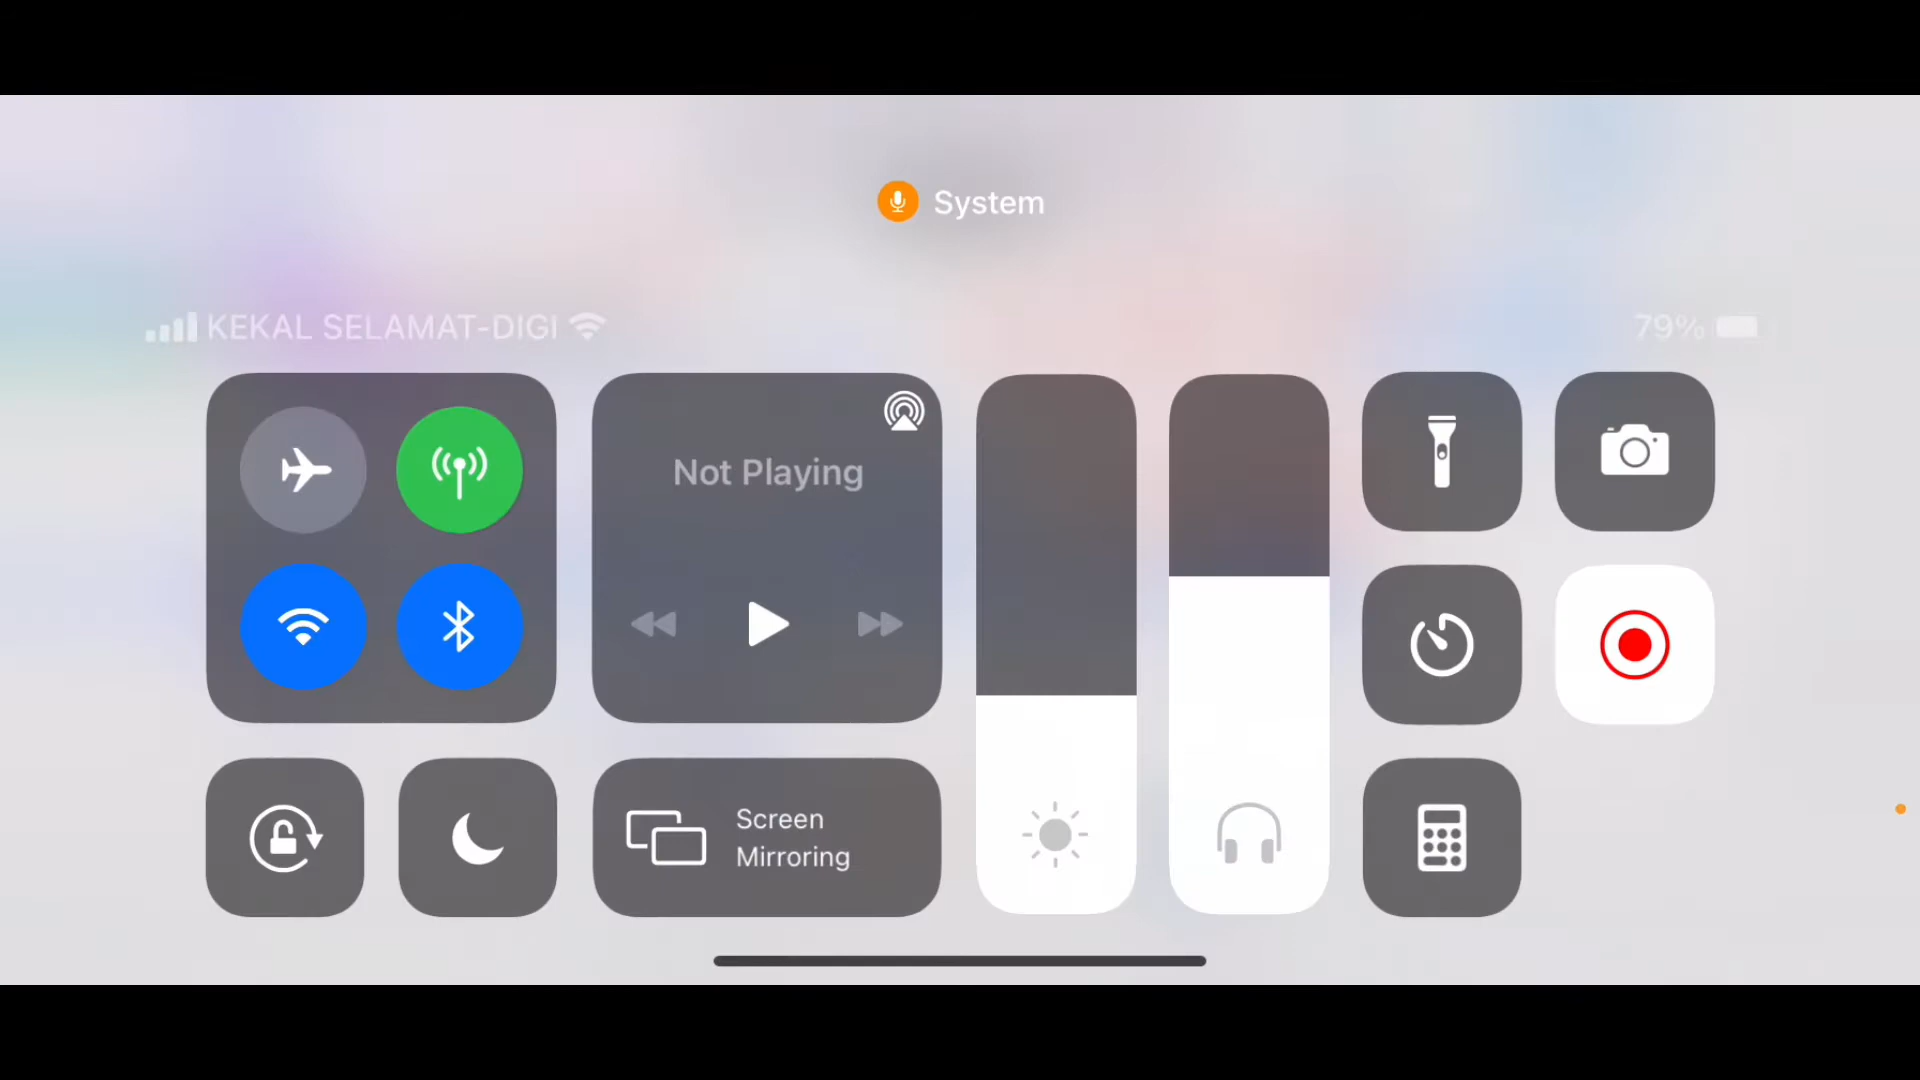 System
KEKAL SELAMAT-DIGI
79%
Not Playing
Screen
Mirroring